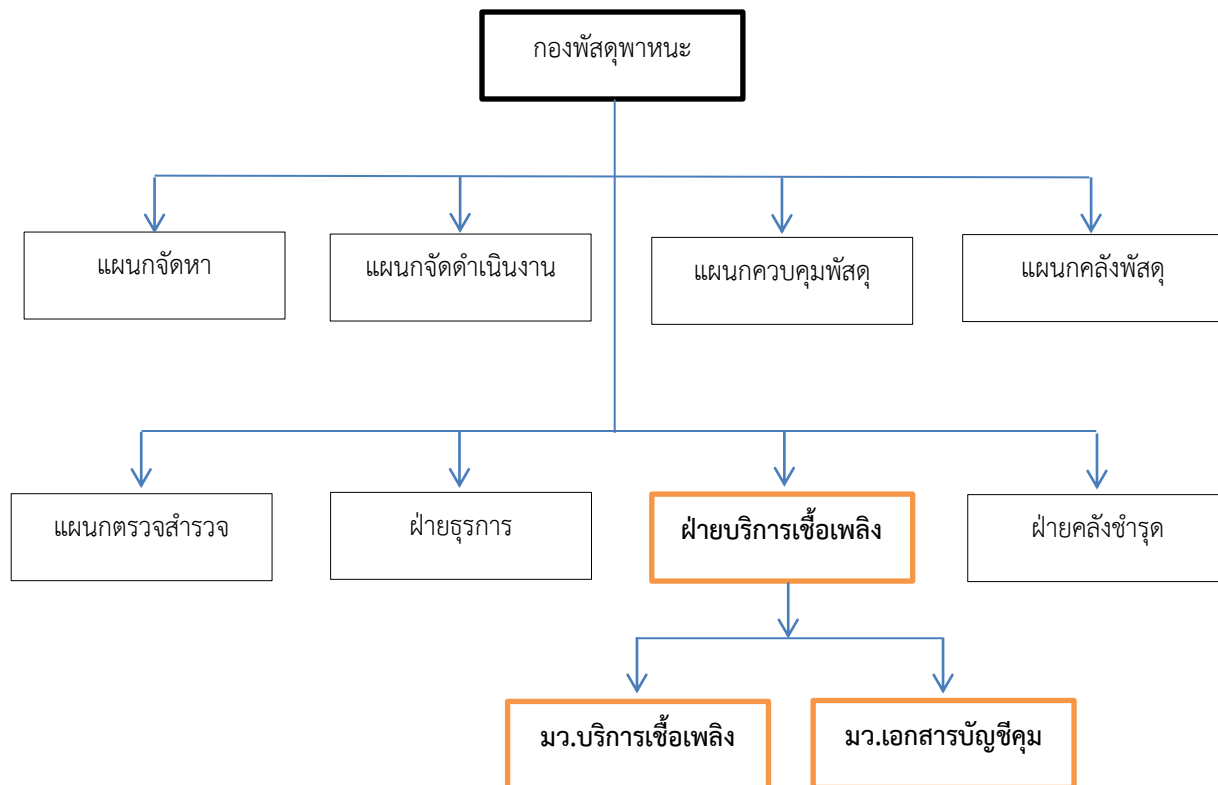 กองพัสดุพาหนะ
แผนกจัดหา
แผนกจัดดำเนินงาน
แผนกควบคุมพัสดุ
แผนกคลังพัสดุ
แผนกตรวจสำรวจ
ฝ่ายธุรการ
ฝ่ายบริการเชื้อเพลิง
ฝ่ายคลังชำรุด
มว.บริการเชื้อเพลิง
มว.เอกสารบัญชีคุม